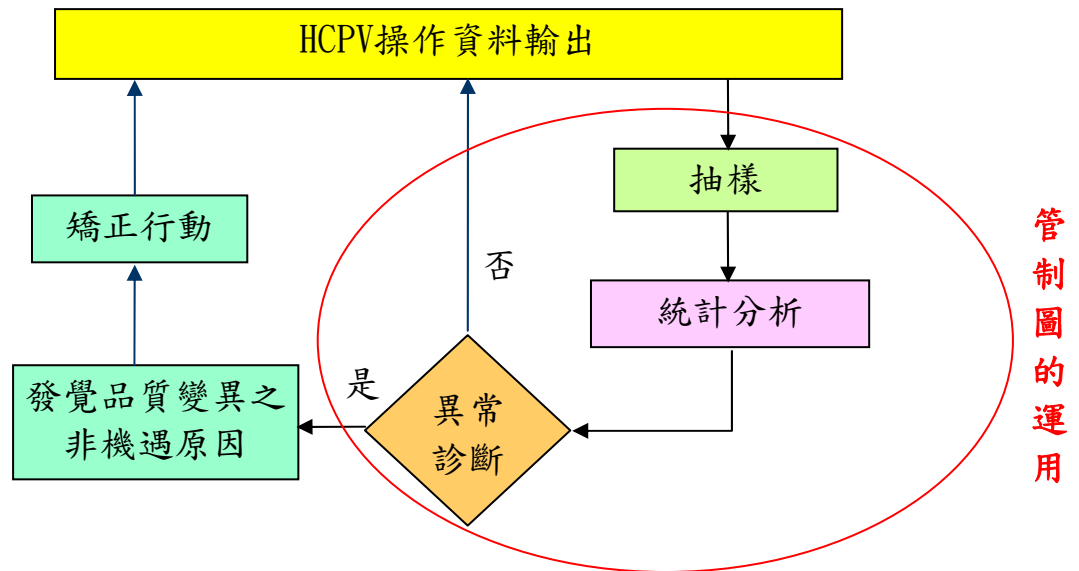 HCPV操作資料輸出
抽樣
矯正行動
否
統計分析
是
發覺品質變異之
非機遇原因
異常
診斷
管
制
圖
的
運
用